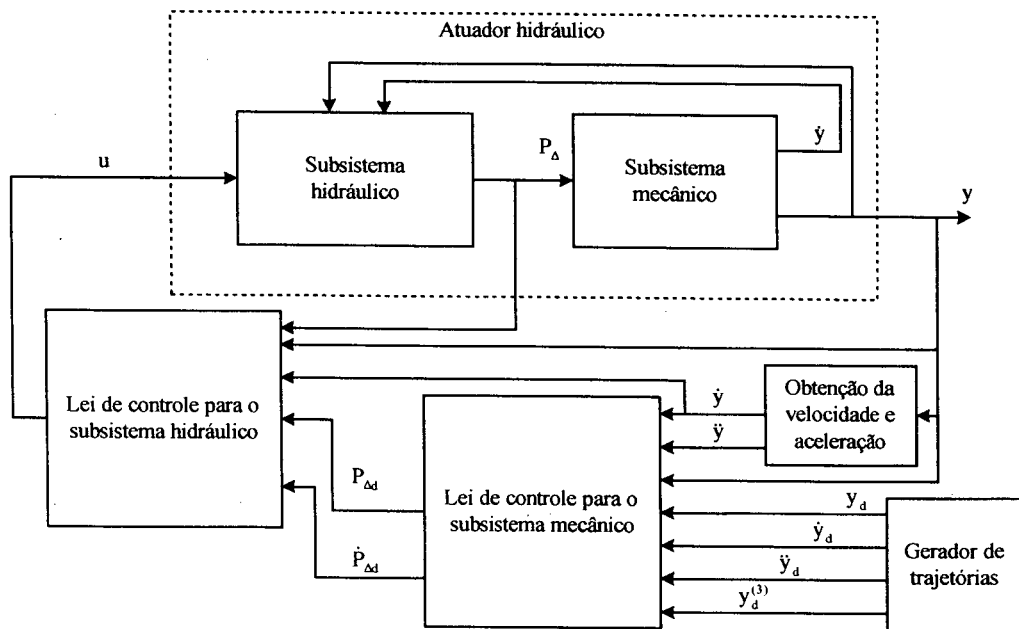 Atuador hidráulico
ẏ
u
Subsistema
hidráulico
P_Δ
Subsistema
mecânico
y
Lei de controle para o
subsistema hidráulico
ẏ
ÿ
Obtenção da
velocidade e
aceleração
P_Δd
Ṗ_Δd
Lei de controle para o
subsistema mecânico
y_d
ẏ_d
ÿ_d
y_d^(3)
Gerador de
trajetórias